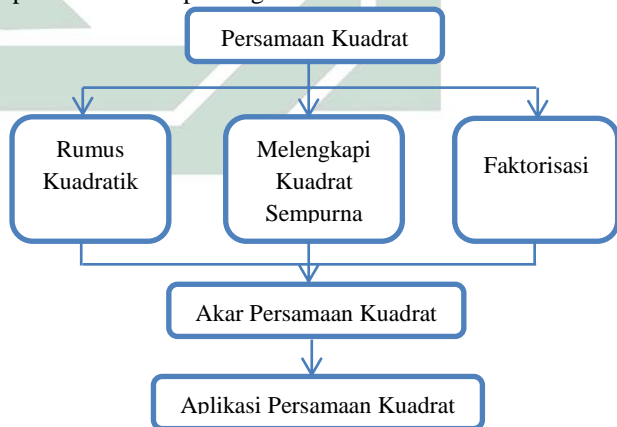 Persamaan Kuadrat
Rumus
Kuadratik
Melengkapi
Kuadrat
Sempurna
Faktorisasi
Akar Persamaan Kuadrat
Aplikasi Persamaan Kuadrat